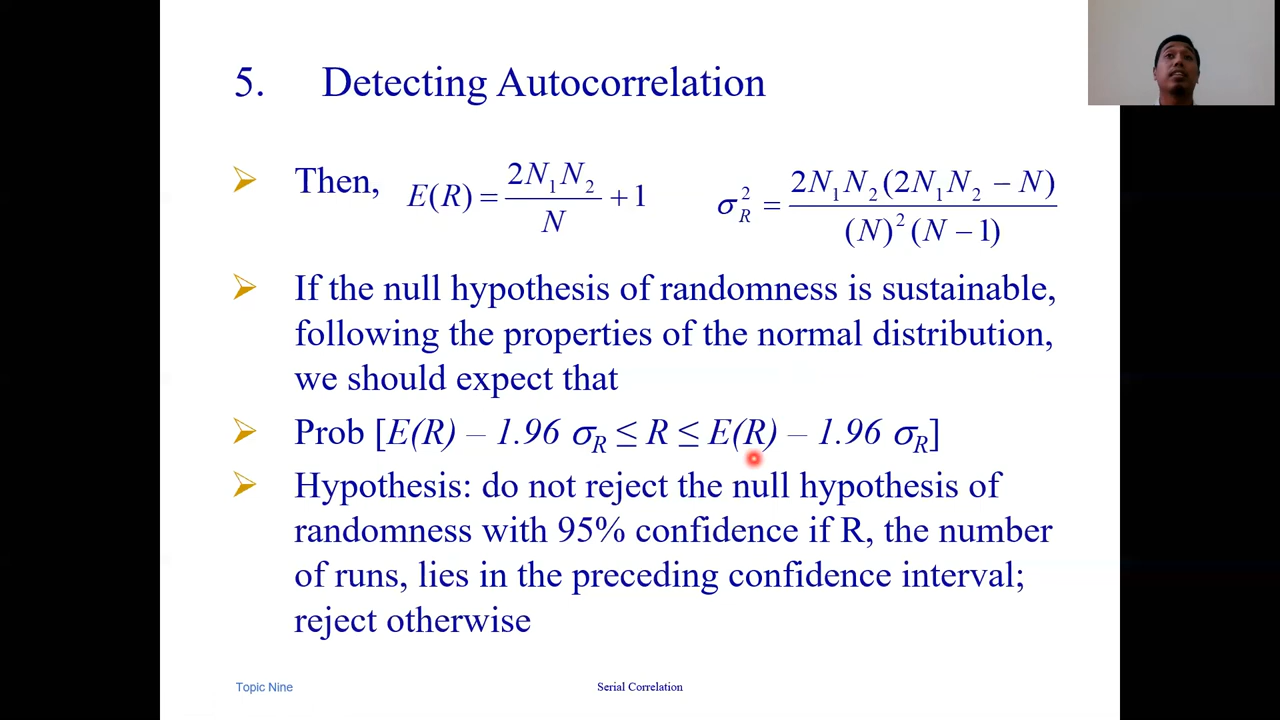 5. Detecting Autocorrelation
Then, E(R) = 2N₁N₂ / N + 1 σ²_R = 2N₁N₂(2N₁N₂ − N) / (N)²(N − 1)
If the null hypothesis of randomness is sustainable,
following the properties of the normal distribution,
we should expect that
Prob [E(R) – 1.96 σ_R ≤ R ≤ E(R) – 1.96 σ_R]
Hypothesis: do not reject the null hypothesis of
randomness with 95% confidence if R, the number
of runs, lies in the preceding confidence interval;
reject otherwise
Topic Nine
Serial Correlation